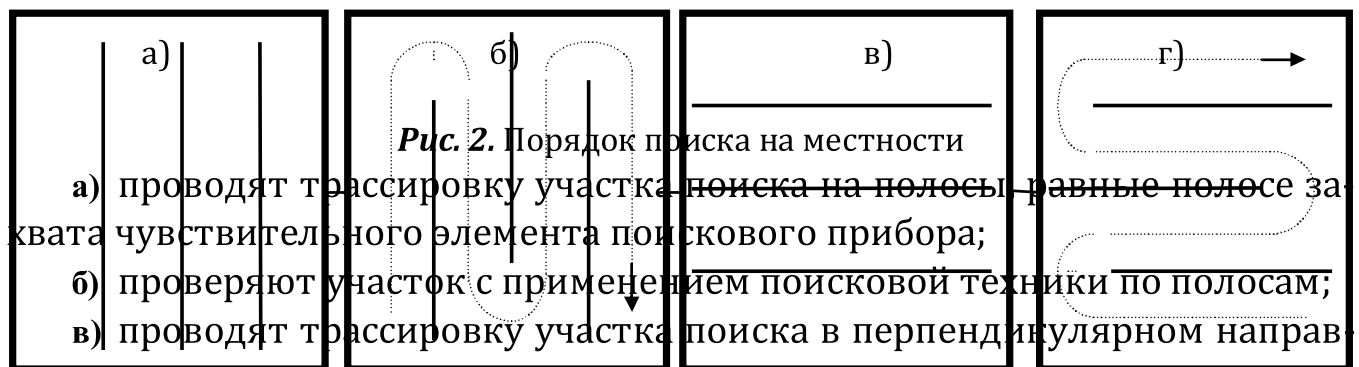 а) б) в) г)
Рис. 2. Порядок поиска на местности
а) проводят трассировку участка поиска на полосы, равные полосе за-
хвата чувствительного элемента поискового прибора;
б) проверяют участок с применением поисковой техники по полосам;
в) проводят трассировку участка поиска в перпендикулярном направ-